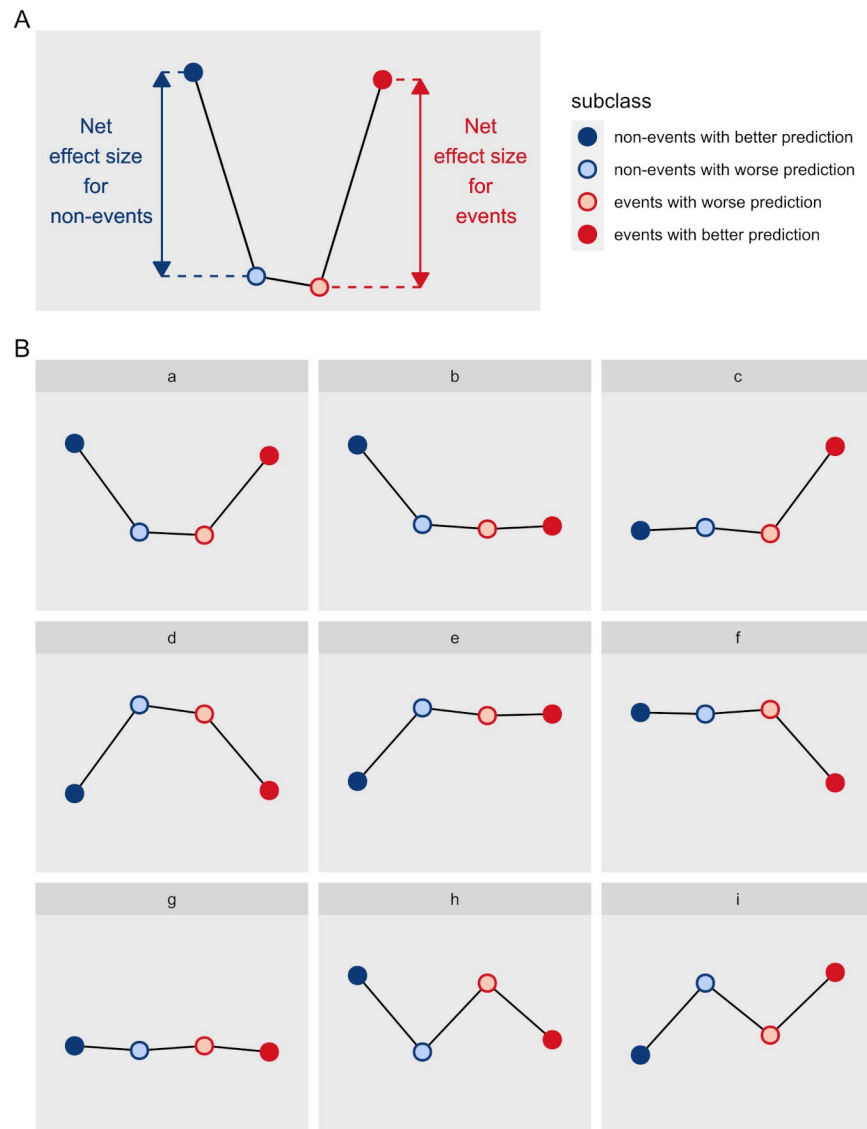 A
Net
effect size
for
non-events
Net
effect size
for
events
subclass
non-events with better prediction
non-events with worse prediction
events with worse prediction
events with better prediction
B
a
b
c
d
e
f
g
h
i